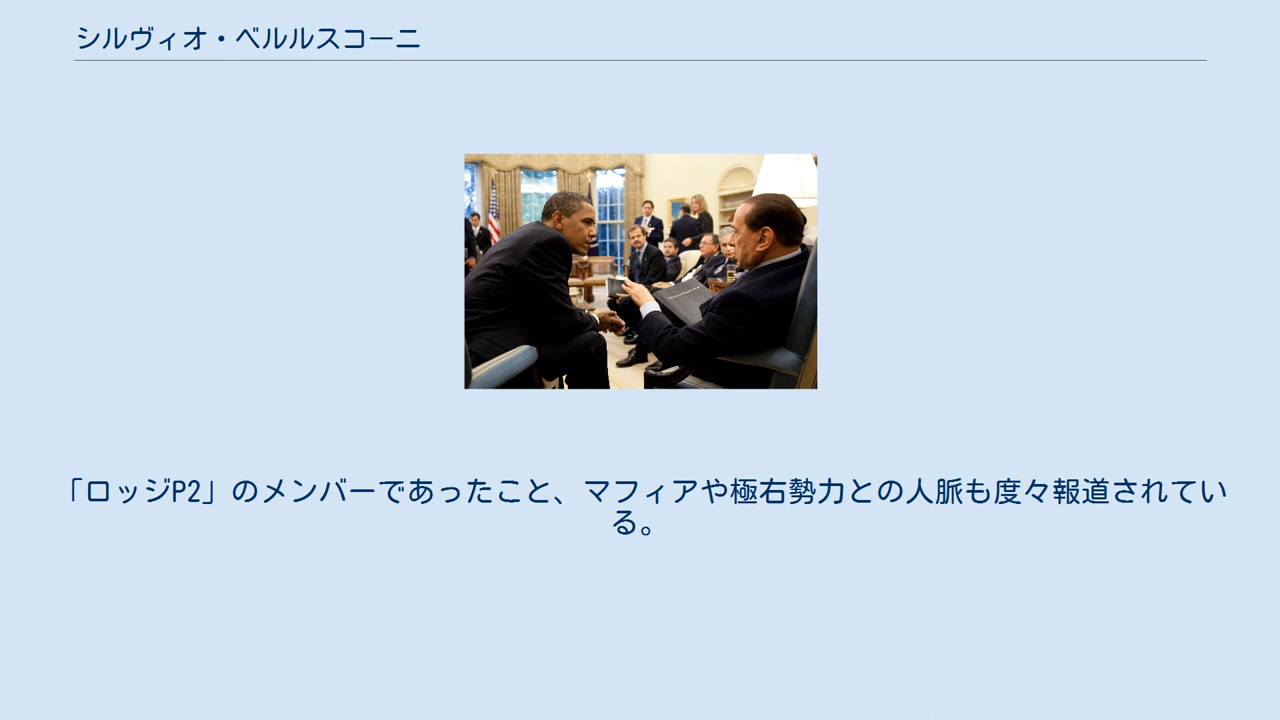 シルヴィオ・ベルルスコーニ
「ロッジP2」のメンバーであったこと、マフィアや極右勢力との人脈も度々報道されてい
る。